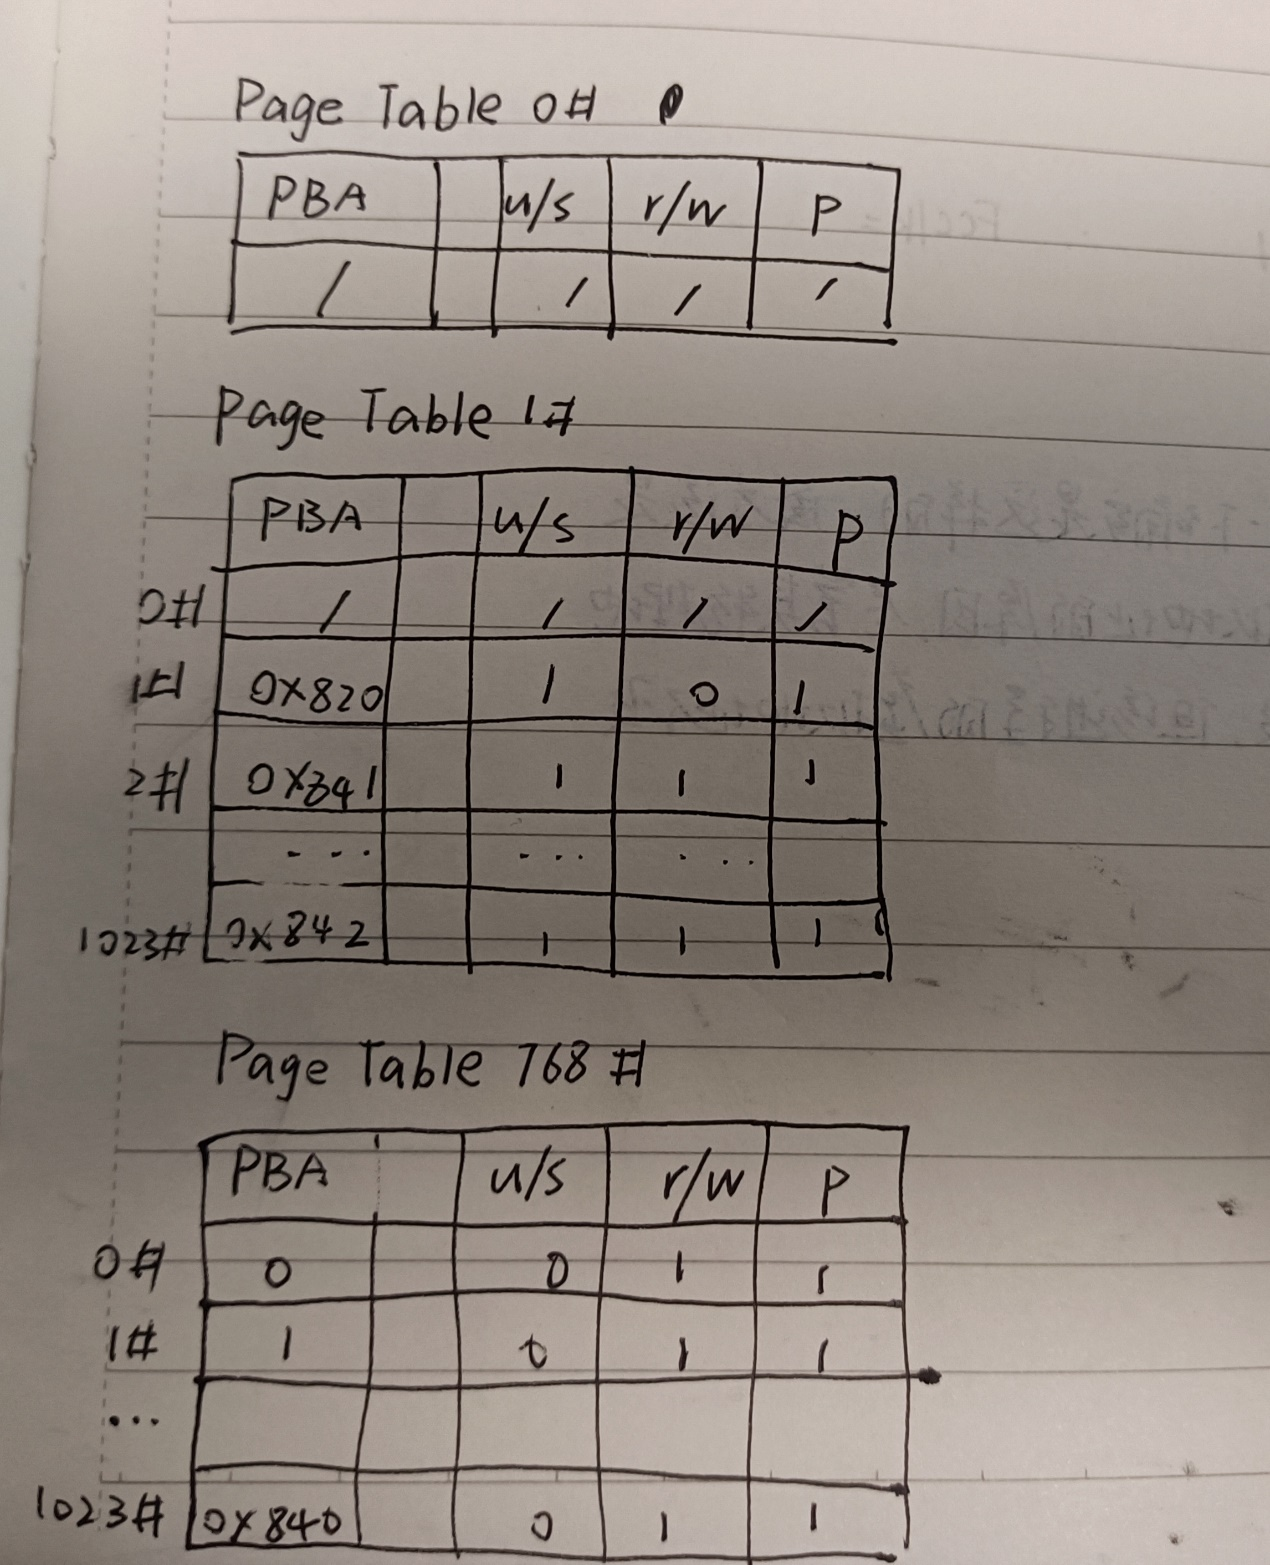 Page Table 0#
PBA u/s r/w P
/ / / /
Page Table 1#
PBA u/s r/w P
0# / / / /
1# 0x820 1 0 1
2# 0x841 1 1 1
... ... ...
1023# 0x842 1 1 1
Page Table 768#
PBA u/s r/w P
0# 0 0 1 1
1# 1 0 1 1
...
1023# 0x840 0 1 1